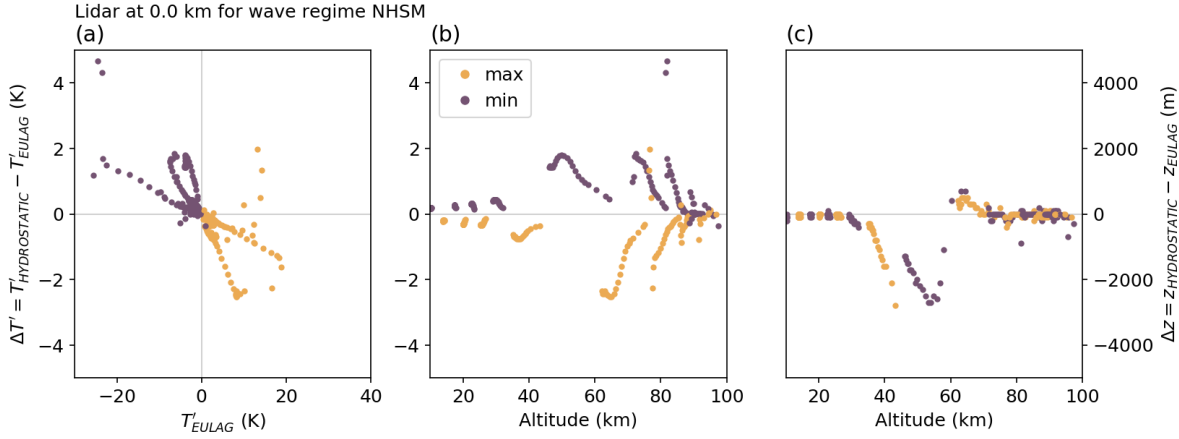 Lidar at 0.0 km for wave regime NHSM
(a) (b) (c)
ΔT′ = T′HYDROSTATIC − T′EULAG (K)
4
2
0
−2
−4
−20 0 20 40
T′EULAG (K)
max
min
4
2
0
−2
−4
20 40 60 80 100
Altitude (km)
4000
2000
0
−2000
−4000
20 40 60 80 100
Altitude (km)
Δz = zHYDROSTATIC − zEULAG (m)